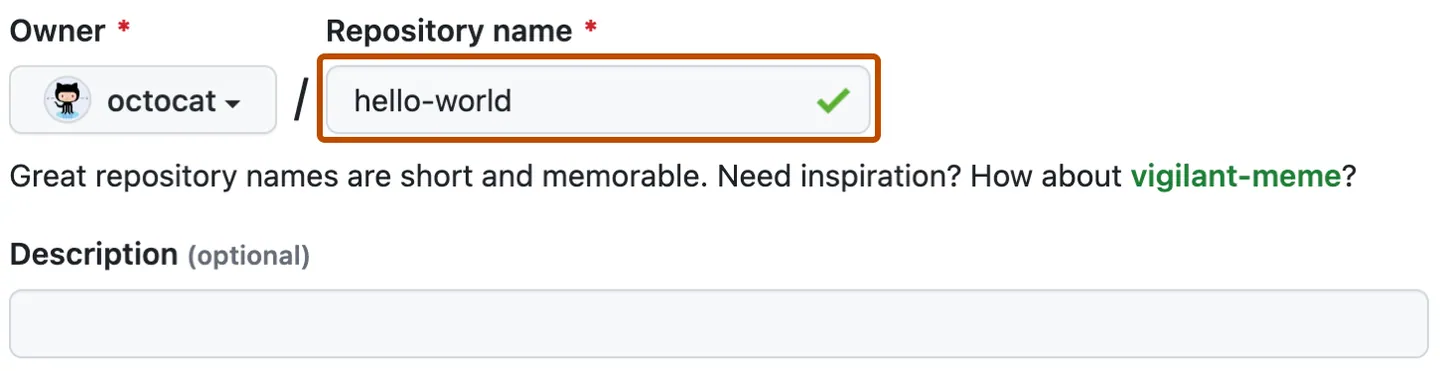 Owner * Repository name *
octocat / hello-world
Great repository names are short and memorable. Need inspiration? How about vigilant-meme?
Description (optional)